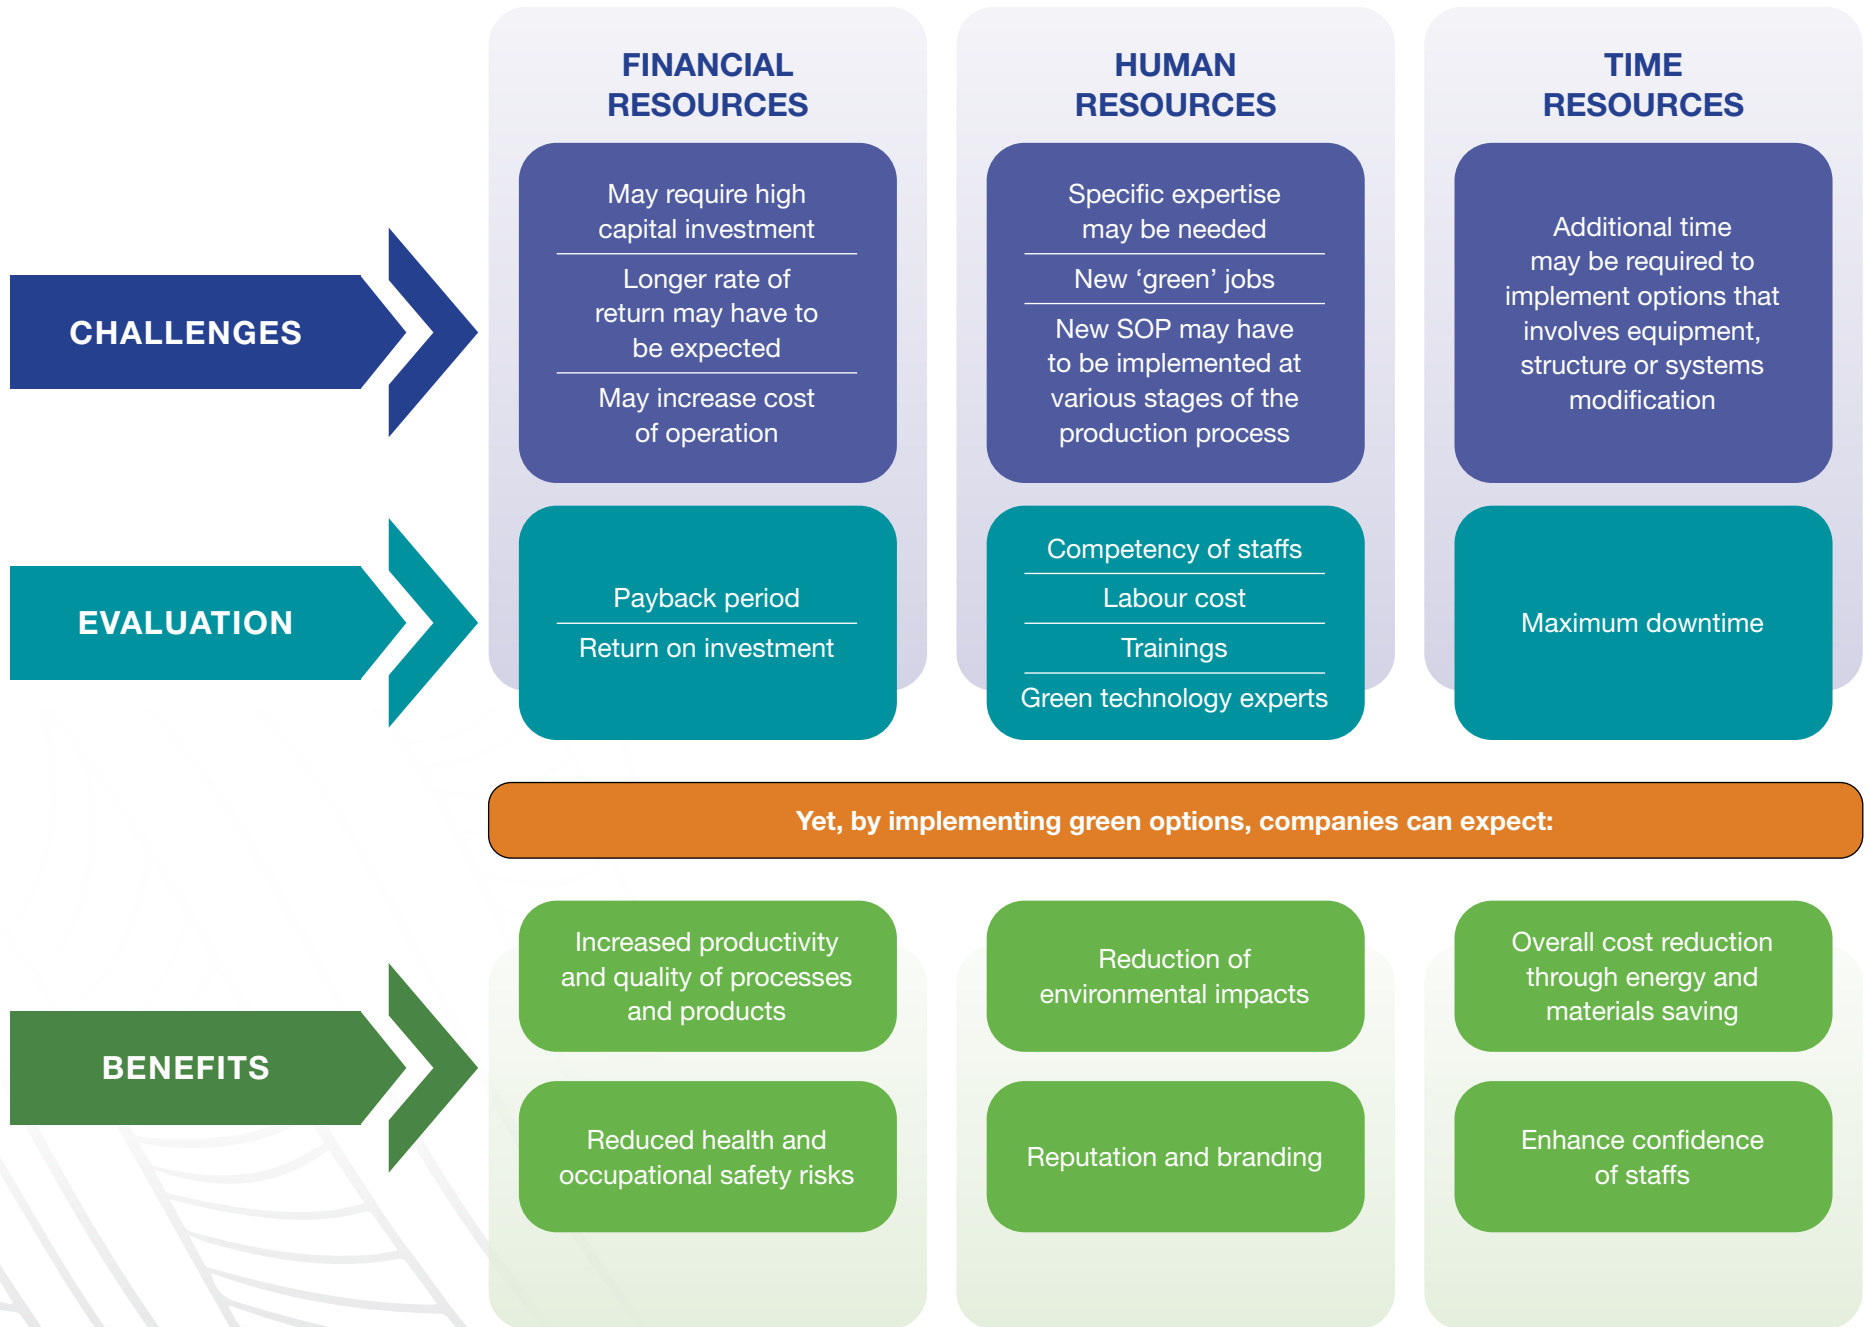 FINANCIAL
RESOURCES
HUMAN
RESOURCES
TIME
RESOURCES
CHALLENGES
May require high
capital investment
Longer rate of
return may have to
be expected
May increase cost
of operation
Specific expertise
may be needed
New ‘green’ jobs
New SOP may have
to be implemented at
various stages of the
production process
Additional time
may be required to
implement options that
involves equipment,
structure or systems
modification
EVALUATION
Payback period
Return on investment
Competency of staffs
Labour cost
Trainings
Green technology experts
Maximum downtime
Yet, by implementing green options, companies can expect:
BENEFITS
Increased productivity
and quality of processes
and products
Reduction of
environmental impacts
Overall cost reduction
through energy and
materials saving
Reduced health and
occupational safety risks
Reputation and branding
Enhance confidence
of staffs